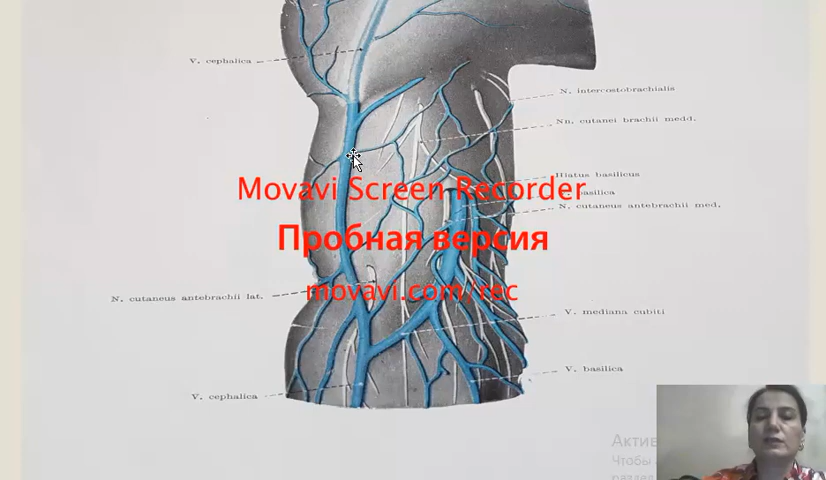 V. cephalica
N. intercostobrachialis
Nn. cutanei brachii medd.
Hiatus basilicus
basilica
N. cutaneus antebrachii med.
Movavi Screen Recorder
Пробная версия
movavi.com/rec
N. cutaneus antebrachii lat.
V. mediana cubiti
V. basilica
V. cephalica
Актив
Чтобы
раздел